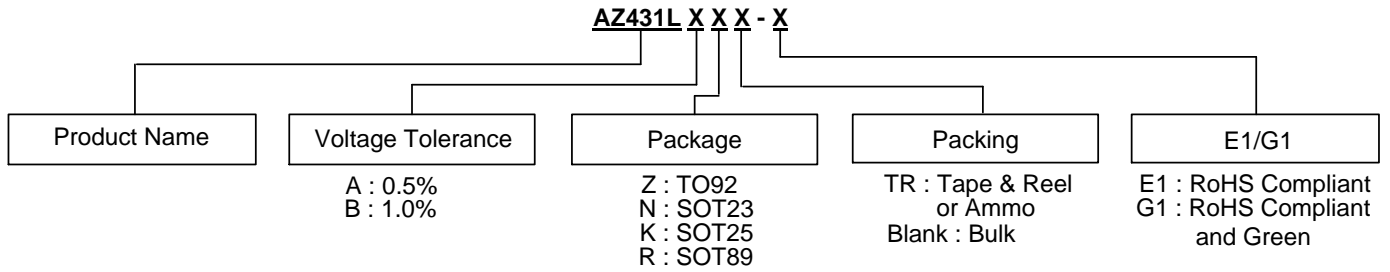 AZ431L X X X - X
Product Name
Voltage Tolerance
A : 0.5%
B : 1.0%
Package
Z : TO92
N : SOT23
K : SOT25
R : SOT89
Packing
TR : Tape & Reel
or Ammo
Blank : Bulk
E1/G1
E1 : RoHS Compliant
G1 : RoHS Compliant
and Green